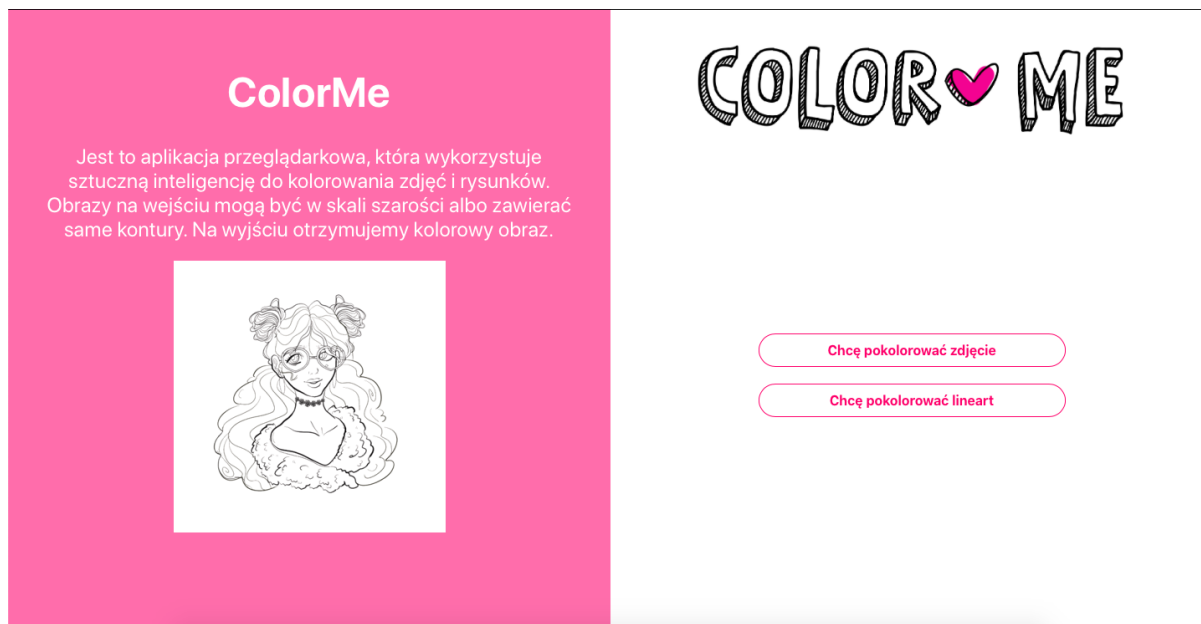 ColorMe
Jest to aplikacja przeglądarkowa, która wykorzystuje
sztuczną inteligencję do kolorowania zdjęć i rysunków.
Obrazy na wejściu mogą być w skali szarości albo zawierać
same kontury. Na wyjściu otrzymujemy kolorowy obraz.
COLOR ME
Chcę pokolorować zdjęcie
Chcę pokolorować lineart